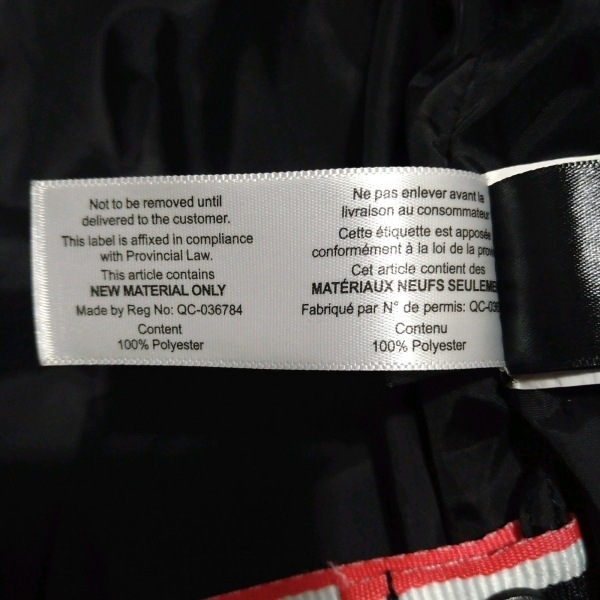 Not to be removed until
delivered to the customer.
This label is affixed in compliance
with Provincial Law.
This article contains
NEW MATERIAL ONLY
Made by Reg No: QC-036784
Content
100% Polyester
Ne pas enlever avant la
livraison au consommateur
Cette étiquette est apposée
conformément à la loi de la
Cet article contient des
MATÉRIAUX NEUFS
Fabriqué par N° de permis:
Contenu
100% Polyester